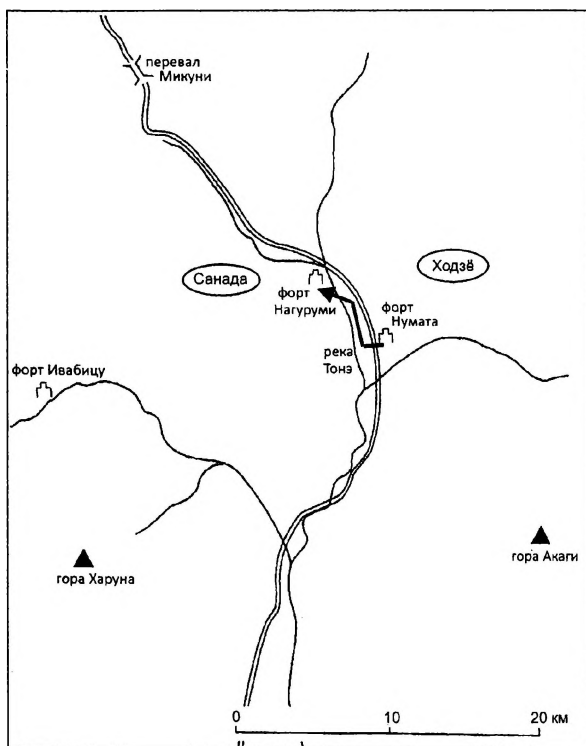 перевал
Микуни
Санада
Ходзё
форт
Нагуруми
форт
Нумата
река
Тонэ
форт Ивабицу
гора Харуна
гора Акаги
0
10
20 км